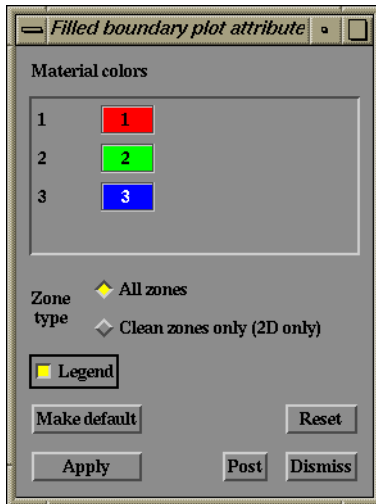 Filled boundary plot attribute
Material colors
1 1
2 2
3 3
Zone type
All zones
Clean zones only (2D only)
Legend
Make default Reset
Apply Post Dismiss